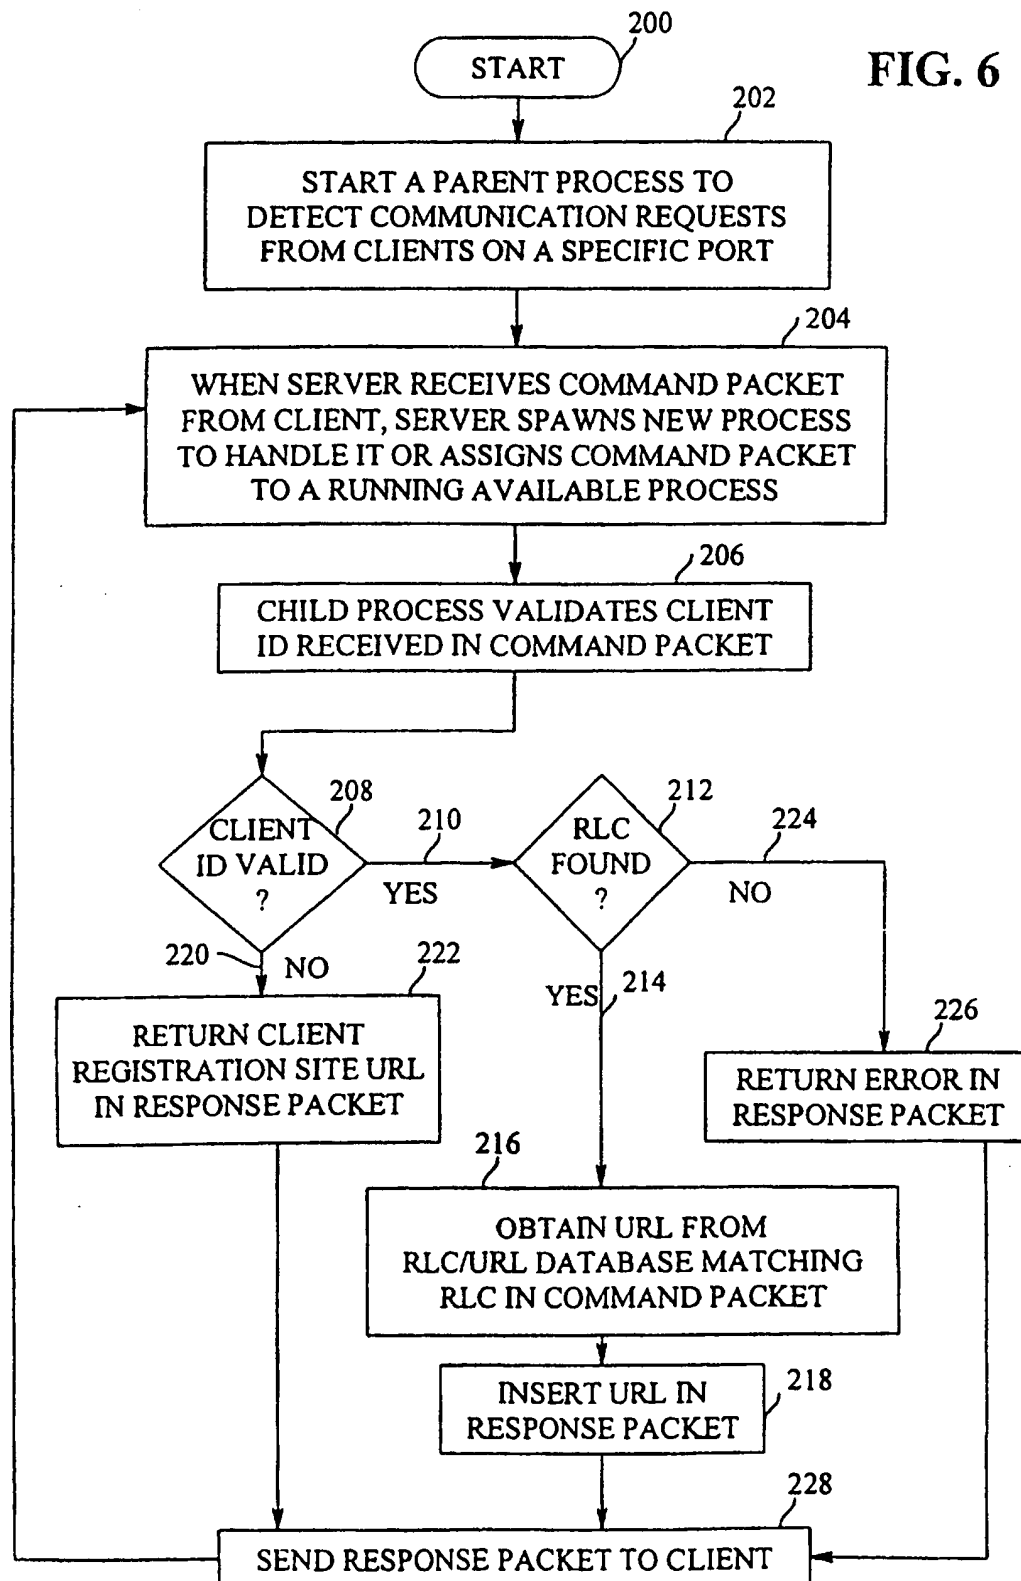 200
START
FIG. 6
202
START A PARENT PROCESS TO
DETECT COMMUNICATION REQUESTS
FROM CLIENTS ON A SPECIFIC PORT
204
WHEN SERVER RECEIVES COMMAND PACKET
FROM CLIENT, SERVER SPAWNS NEW PROCESS
TO HANDLE IT OR ASSIGNS COMMAND PACKET
TO A RUNNING AVAILABLE PROCESS
206
CHILD PROCESS VALIDATES CLIENT
ID RECEIVED IN COMMAND PACKET
208
CLIENT
ID VALID
?
210
YES
212
RLC
FOUND
?
224
NO
220
NO
222
RETURN CLIENT
REGISTRATION SITE URL
IN RESPONSE PACKET
YES
214
226
RETURN ERROR IN
RESPONSE PACKET
216
OBTAIN URL FROM
RLC/URL DATABASE MATCHING
RLC IN COMMAND PACKET
INSERT URL IN
RESPONSE PACKET
218
228
SEND RESPONSE PACKET TO CLIENT